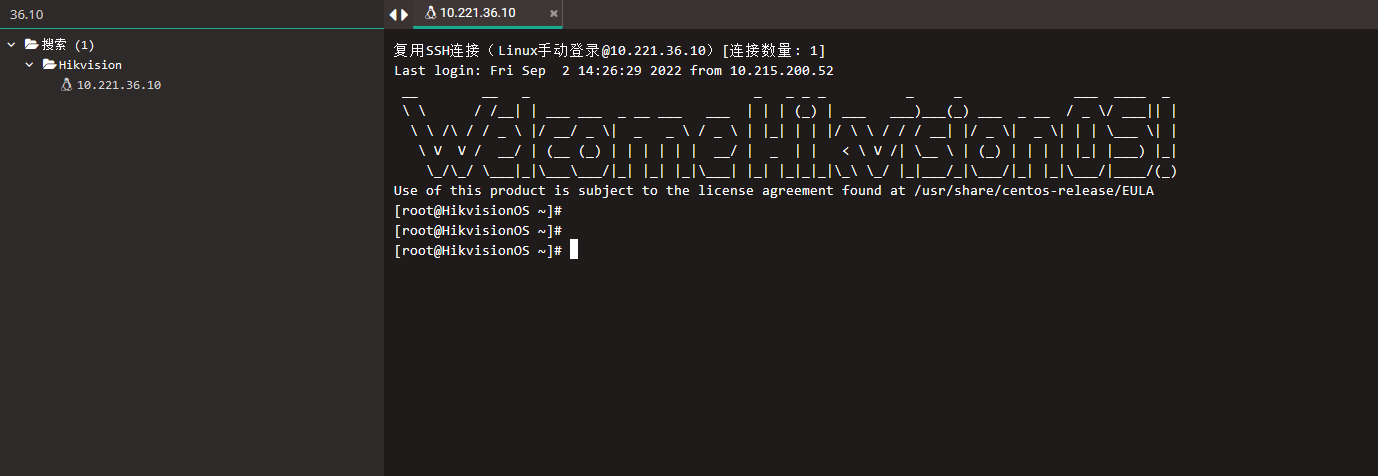 36.10
搜索 (1)
Hikvision
10.221.36.10
10.221.36.10 ×
复用SSH连接（Linux手动登录@10.221.36.10）[连接数量: 1]
Last login: Fri Sep  2 14:26:29 2022 from 10.215.200.52
Welcome HikvisionOS!
Use of this product is subject to the license agreement found at /usr/share/centos-release/EULA
[root@HikvisionOS ~]#
[root@HikvisionOS ~]#
[root@HikvisionOS ~]#